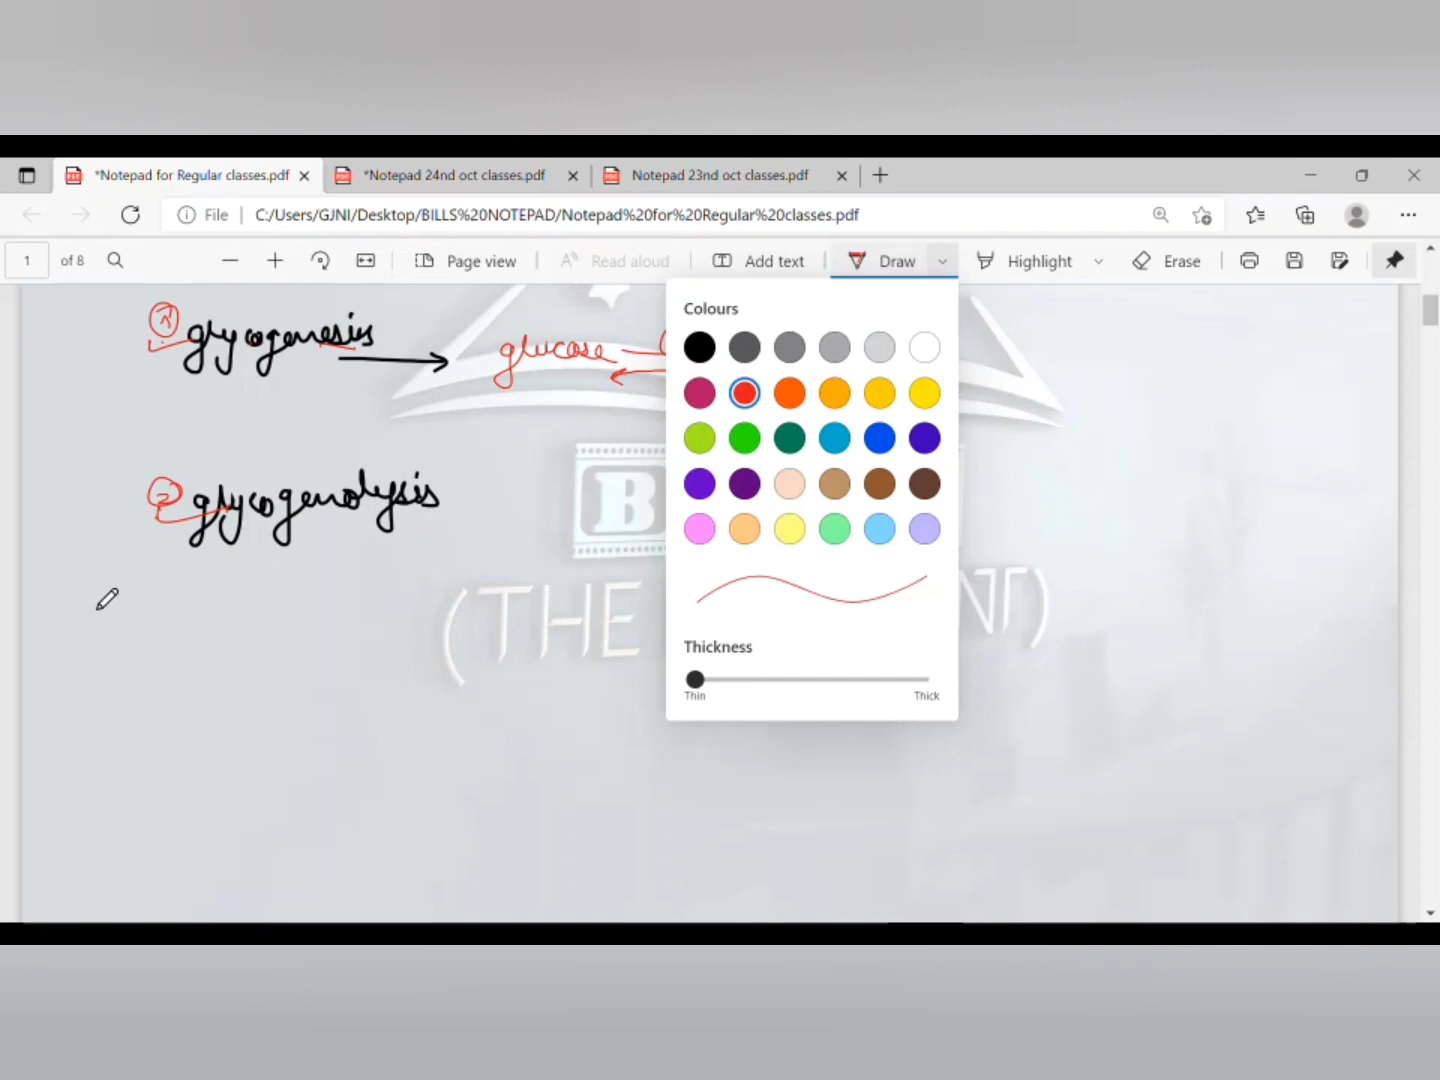 *Notepad for Regular classes.pdf *Notepad 24nd oct classes.pdf Notepad 23nd oct classes.pdf
File C:/Users/GJNI/Desktop/BILLS%20NOTEPAD/Notepad%20for%20Regular%20classes.pdf
1 of 8 Page view Read aloud Add text Draw Highlight Erase
Colours
1 glycogenesis glucose
2 glycogenolysis
B
(THE NT)
Thickness
Thin Thick